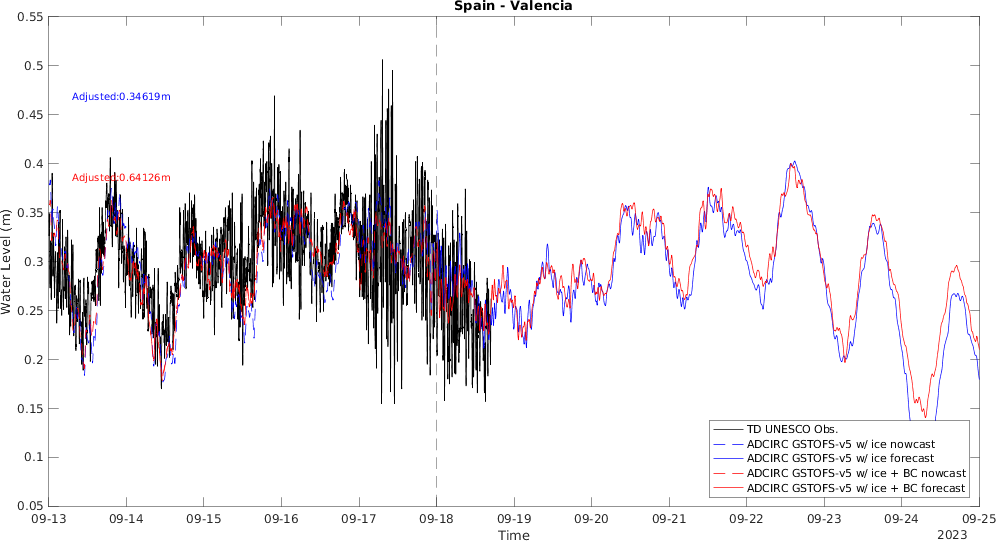 Spain - Valencia
0.55
0.5
0.45
0.4
0.35
0.3
0.25
0.2
0.15
0.1
0.05
Water Level (m)
Adjusted:0.34619m
Adjusted:0.64126m
TD UNESCO Obs.
ADCIRC GSTOFS-v5 w/ ice nowcast
ADCIRC GSTOFS-v5 w/ ice forecast
ADCIRC GSTOFS-v5 w/ ice + BC nowcast
ADCIRC GSTOFS-v5 w/ ice + BC forecast
09-13 09-14 09-15 09-16 09-17 09-18 09-19 09-20 09-21 09-22 09-23 09-24 09-25
Time
2023